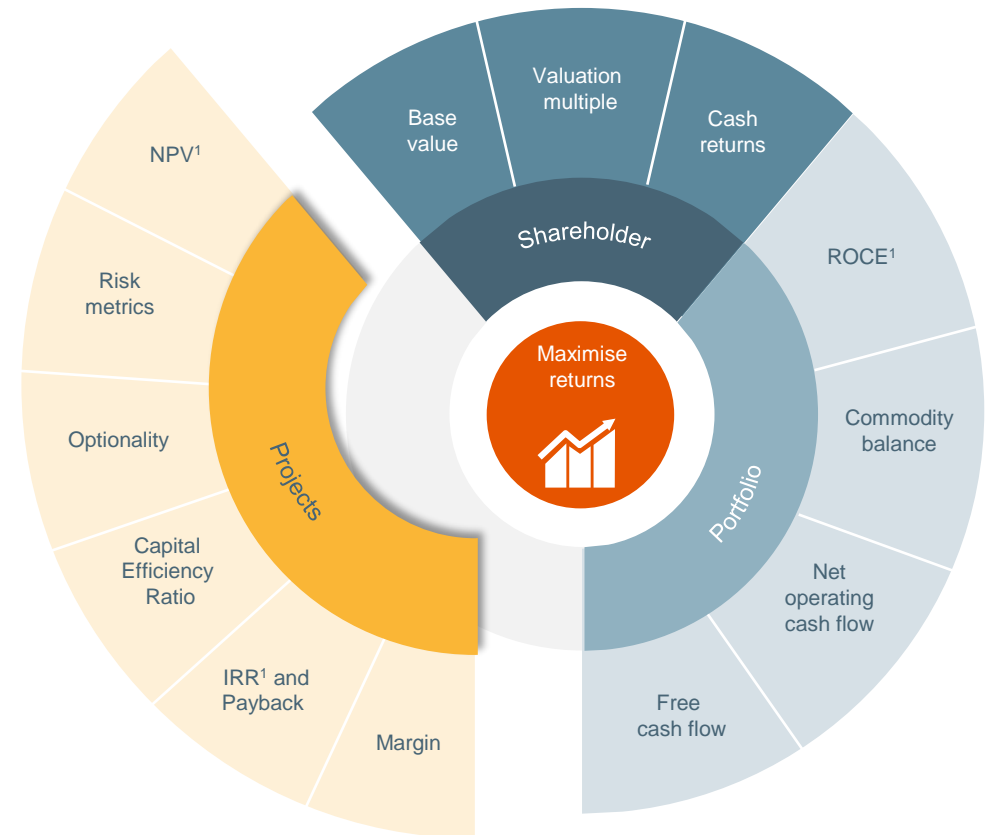 Valuation
multiple
Base
value
Cash
returns
Shareholder
NPV¹
Risk
metrics
Optionality
Capital
Efficiency
Ratio
IRR¹ and
Payback
Margin
Projects
Maximise
returns
ROCE¹
Commodity
balance
Net
operating
cash flow
Free
cash flow
Portfolio